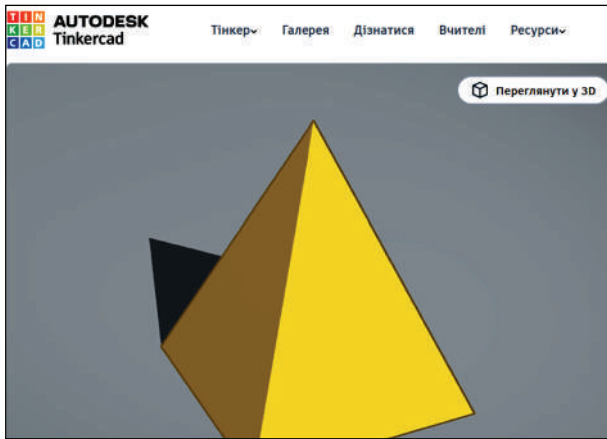 TIN
KER
CAD
AUTODESK
Tinkercad
Тінкер Галерея Дізнатися Вчителі Ресурси
Переглянути у 3D